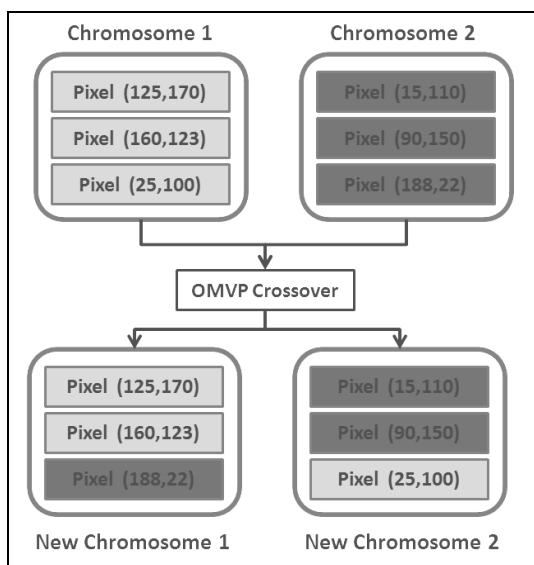 Chromosome 1
Chromosome 2
Pixel (125,170)
Pixel (160,123)
Pixel (25,100)
Pixel (15,110)
Pixel (90,150)
Pixel (188,22)
OMVP Crossover
Pixel (125,170)
Pixel (160,123)
Pixel (188,22)
Pixel (15,110)
Pixel (90,150)
Pixel (25,100)
New Chromosome 1
New Chromosome 2